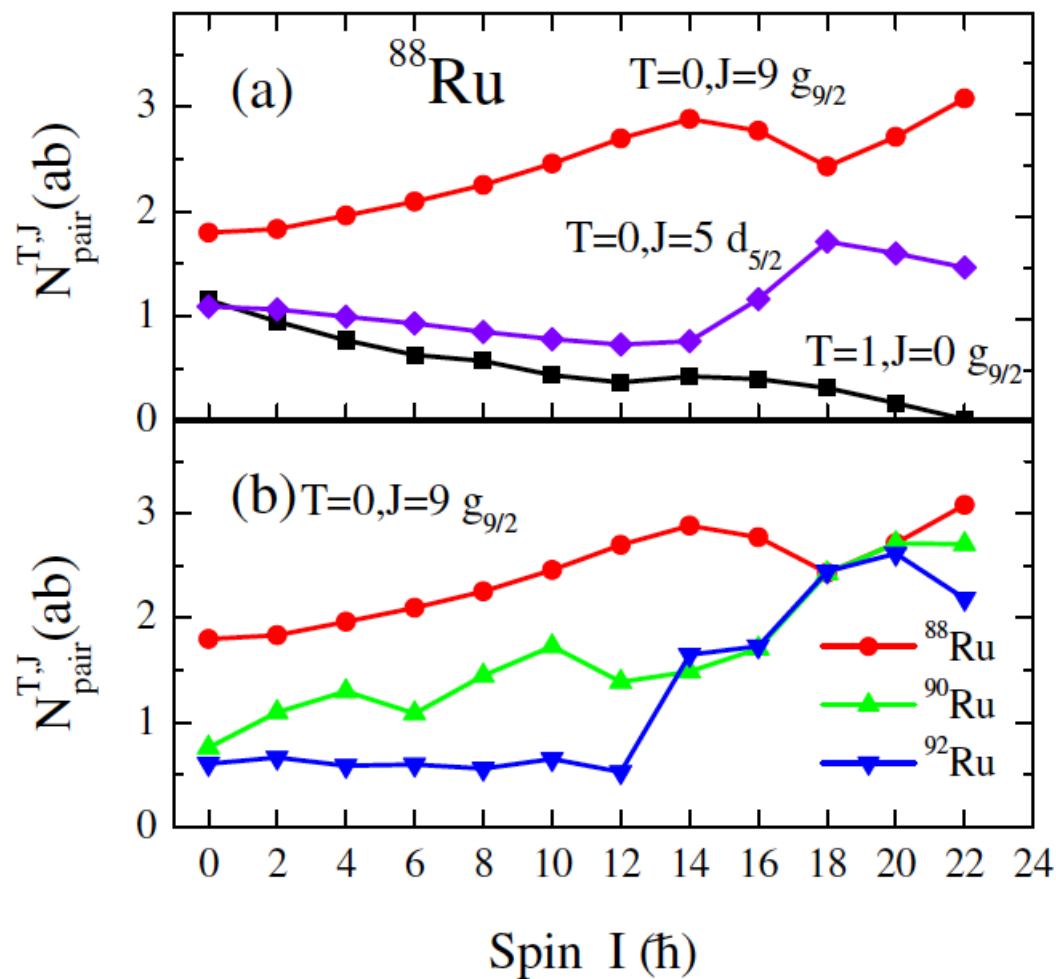 (a)
⁸⁸Ru
T=0,J=9 g₉/₂
T=0,J=5 d₅/₂
T=1,J=0 g₉/₂
N^{T,J}_{pair}(ab)
3
2
1
0
(b) T=0,J=9 g₉/₂
N^{T,J}_{pair}(ab)
3
2
1
0
⁸⁸Ru
⁹⁰Ru
⁹²Ru
0 2 4 6 8 10 12 14 16 18 20 22 24
Spin I (ħ)